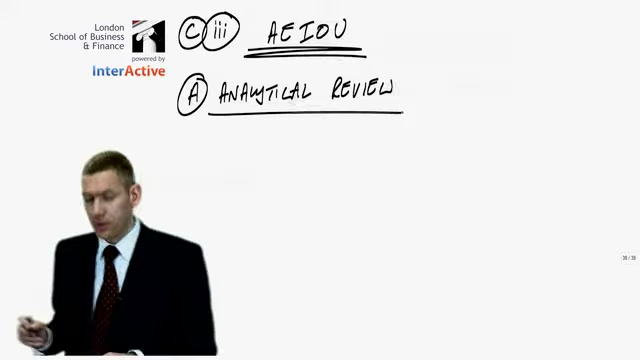 London
School of Business
& Finance
powered by
InterActive
C iii AEIOU
A ANALYTICAL REVIEW
38 / 38